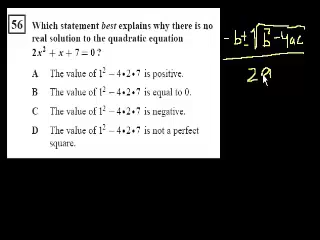 56 Which statement best explains why there is no
real solution to the quadratic equation
2x² + x + 7 = 0 ?
A The value of 1² − 4•2•7 is positive.
B The value of 1² − 4•2•7 is equal to 0.
C The value of 1² − 4•2•7 is negative.
D The value of 1² − 4•2•7 is not a perfect
square.
-b±√b²-4ac
2a